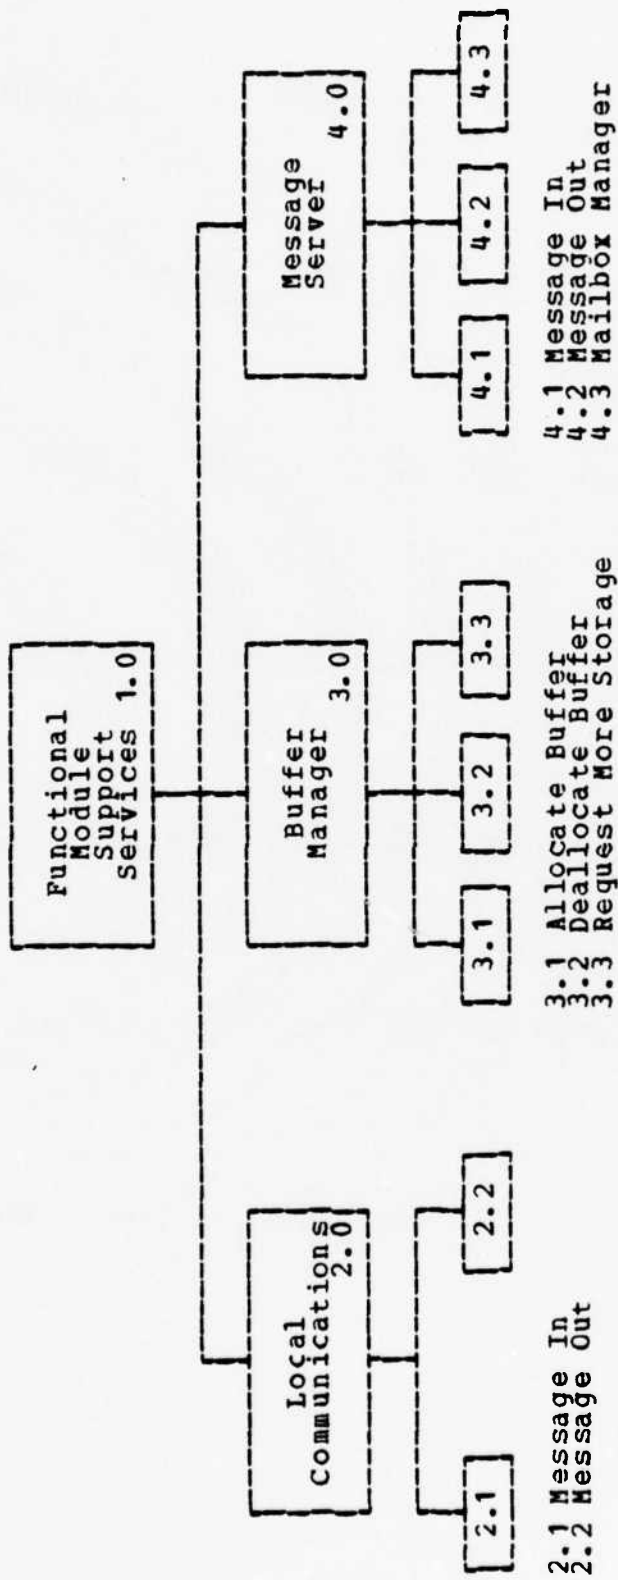 Functional
Module
Support
Services 1.0
Local
Communications
2.0
Buffer
Manager
3.0
Message
Server
4.0
2.1
2.2
3.1
3.2
3.3
4.1
4.2
4.3
2.1 Message In
2.2 Message Out
3.1 Allocate Buffer
3.2 Deallocate Buffer
3.3 Request More Storage
4.1 Message In
4.2 Message Out
4.3 Mailbox Manager